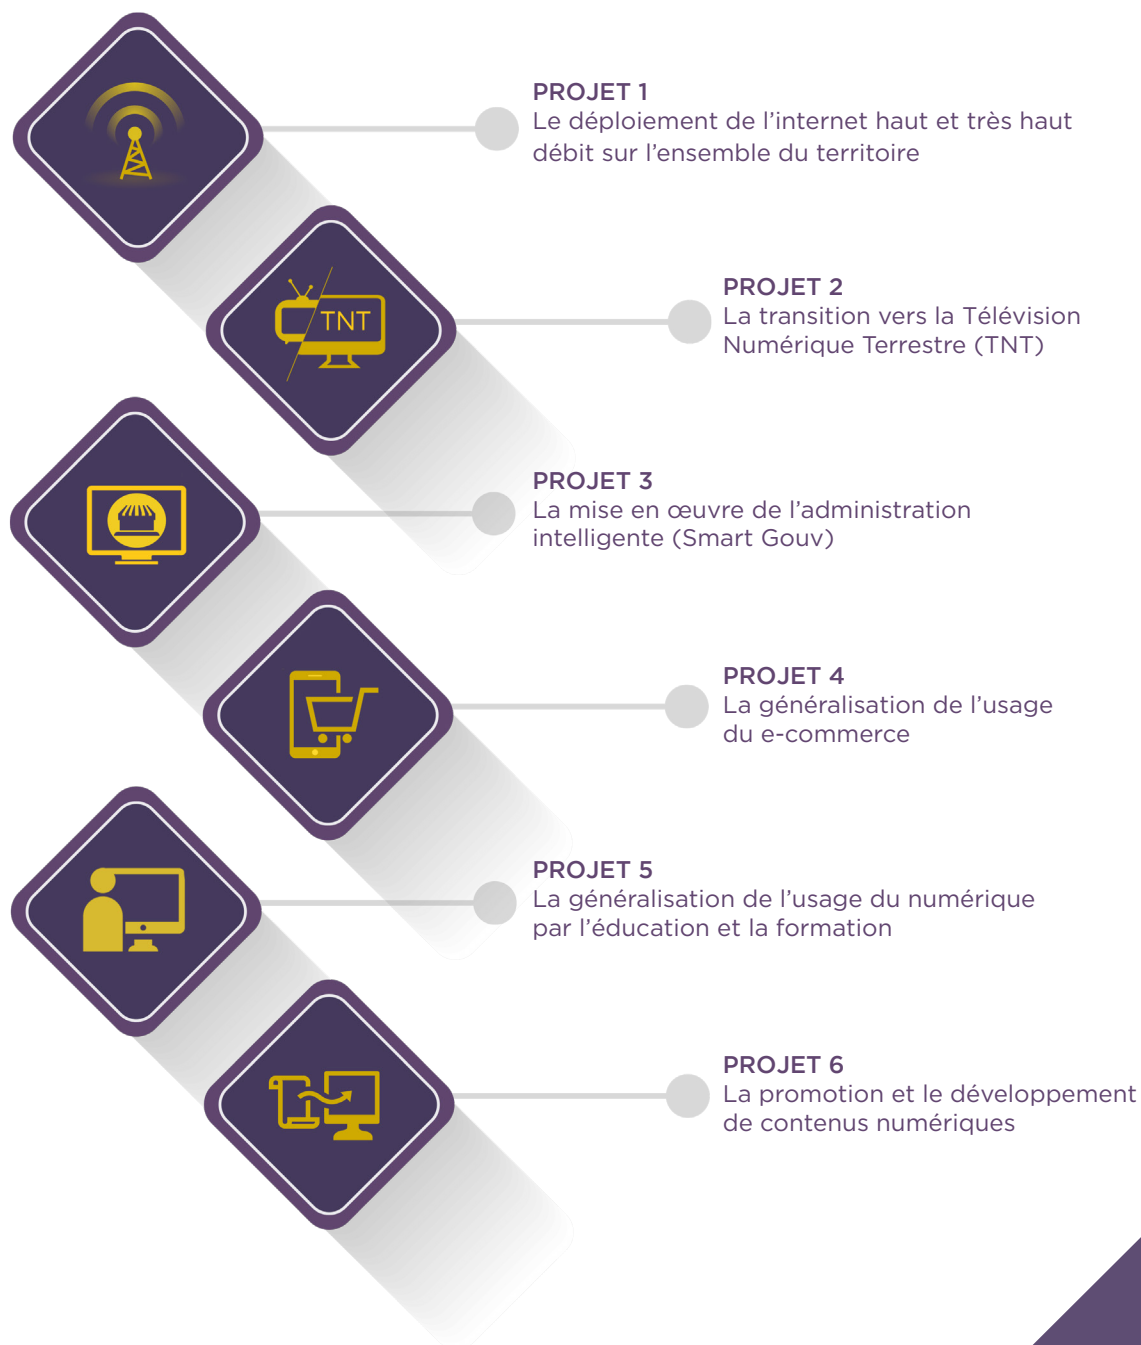 PROJET 1
Le déploiement de l’internet haut et très haut
débit sur l’ensemble du territoire
TNT
PROJET 2
La transition vers la Télévision
Numérique Terrestre (TNT)
PROJET 3
La mise en œuvre de l’administration
intelligente (Smart Gouv)
PROJET 4
La généralisation de l’usage
du e-commerce
PROJET 5
La généralisation de l’usage du numérique
par l’éducation et la formation
PROJET 6
La promotion et le développement
de contenus numériques